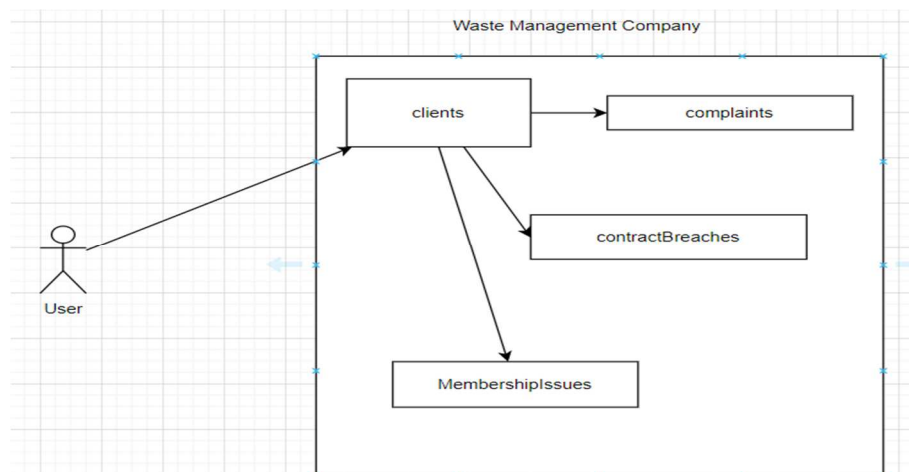 Waste Management Company
clients
complaints
contractBreaches
User
MembershipIssues